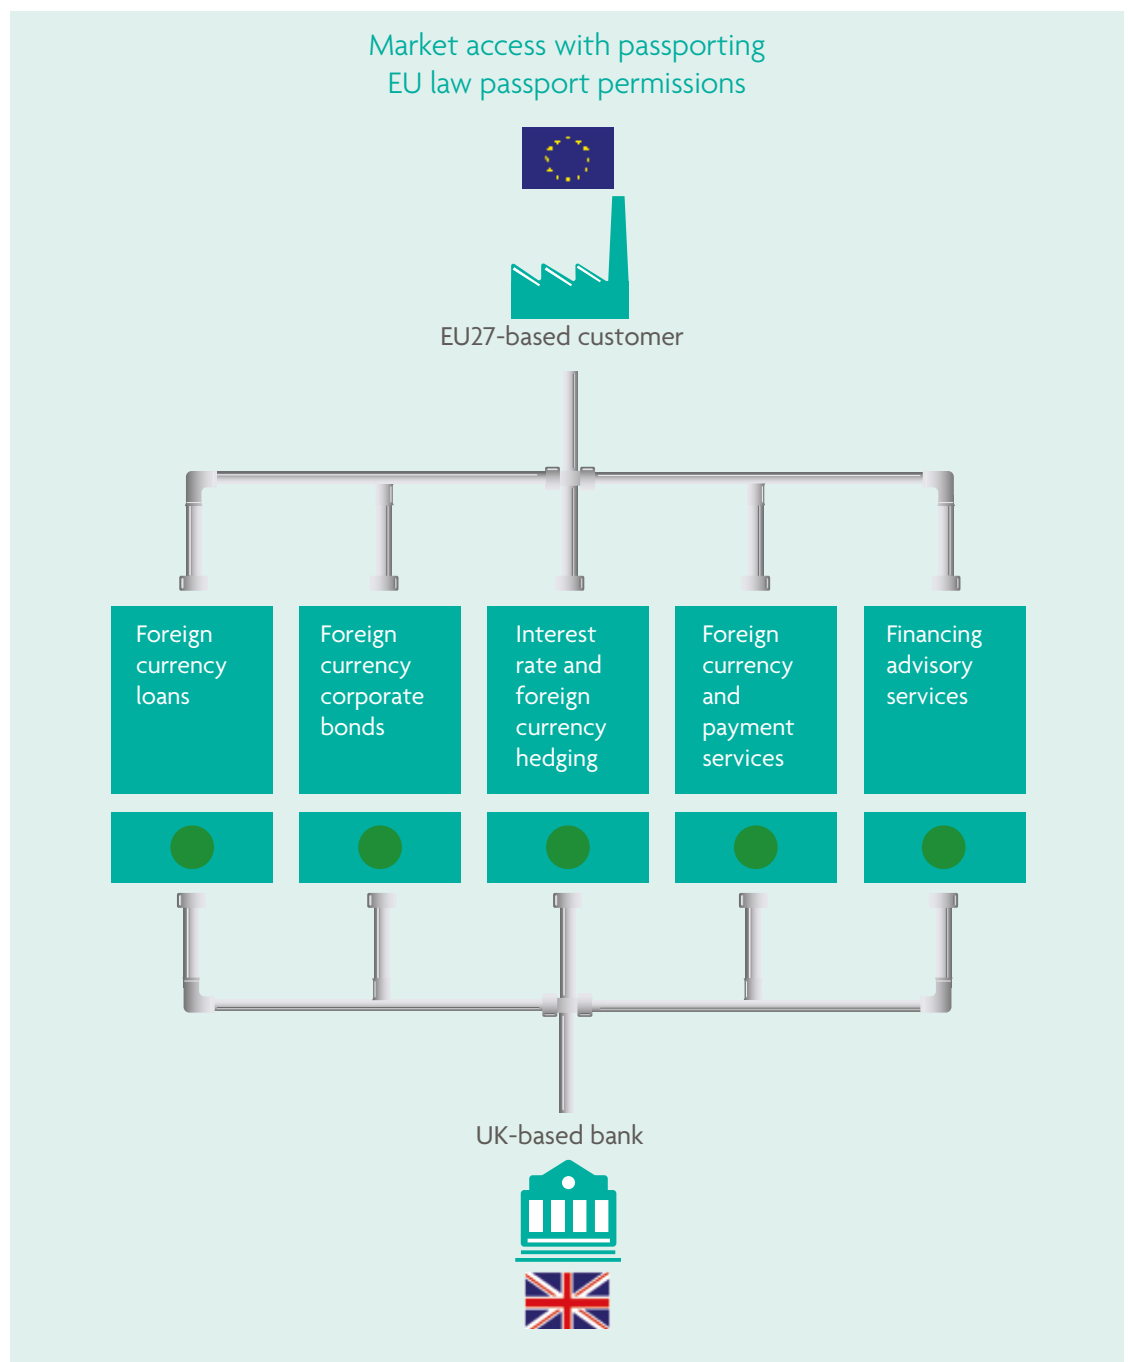 Market access with passporting
EU law passport permissions
EU27-based customer
Foreign
currency
loans
Foreign
currency
corporate
bonds
Interest
rate and
foreign
currency
hedging
Foreign
currency
and
payment
services
Financing
advisory
services
UK-based bank